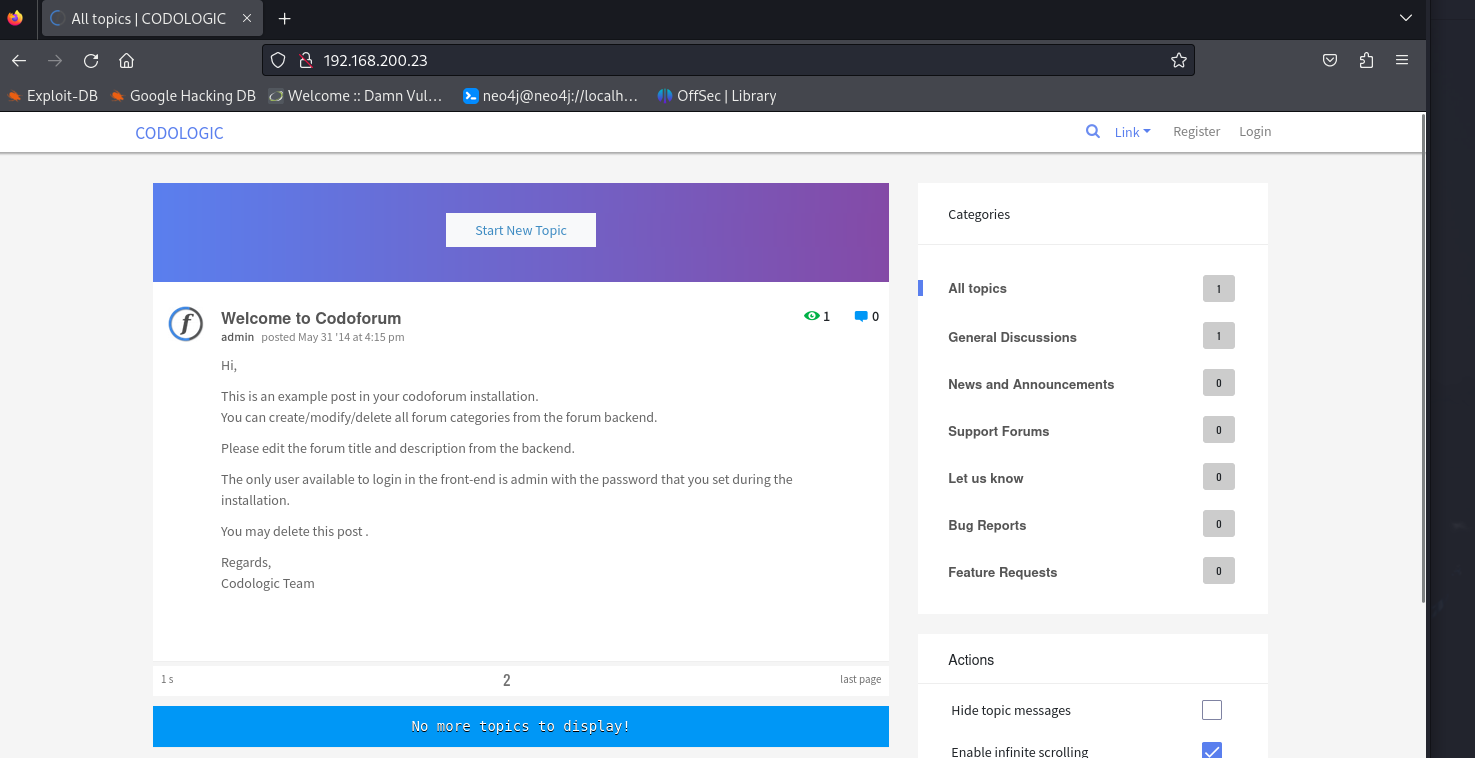 All topics | CODOLOGIC
192.168.200.23
Exploit-DB Google Hacking DB Welcome :: Damn Vul... neo4j@neo4j://localh... OffSec | Library
CODOLOGIC
Link Register Login
Start New Topic
Welcome to Codoforum
1 0
admin posted May 31 '14 at 4:15 pm
Hi,
This is an example post in your codoforum installation.
You can create/modify/delete all forum categories from the forum backend.
Please edit the forum title and description from the backend.
The only user available to login in the front-end is admin with the password that you set during the
installation.
You may delete this post .
Regards,
Codologic Team
1 s 2 last page
No more topics to display!
Categories
All topics 1
General Discussions 1
News and Announcements 0
Support Forums 0
Let us know 0
Bug Reports 0
Feature Requests 0
Actions
Hide topic messages
Enable infinite scrolling